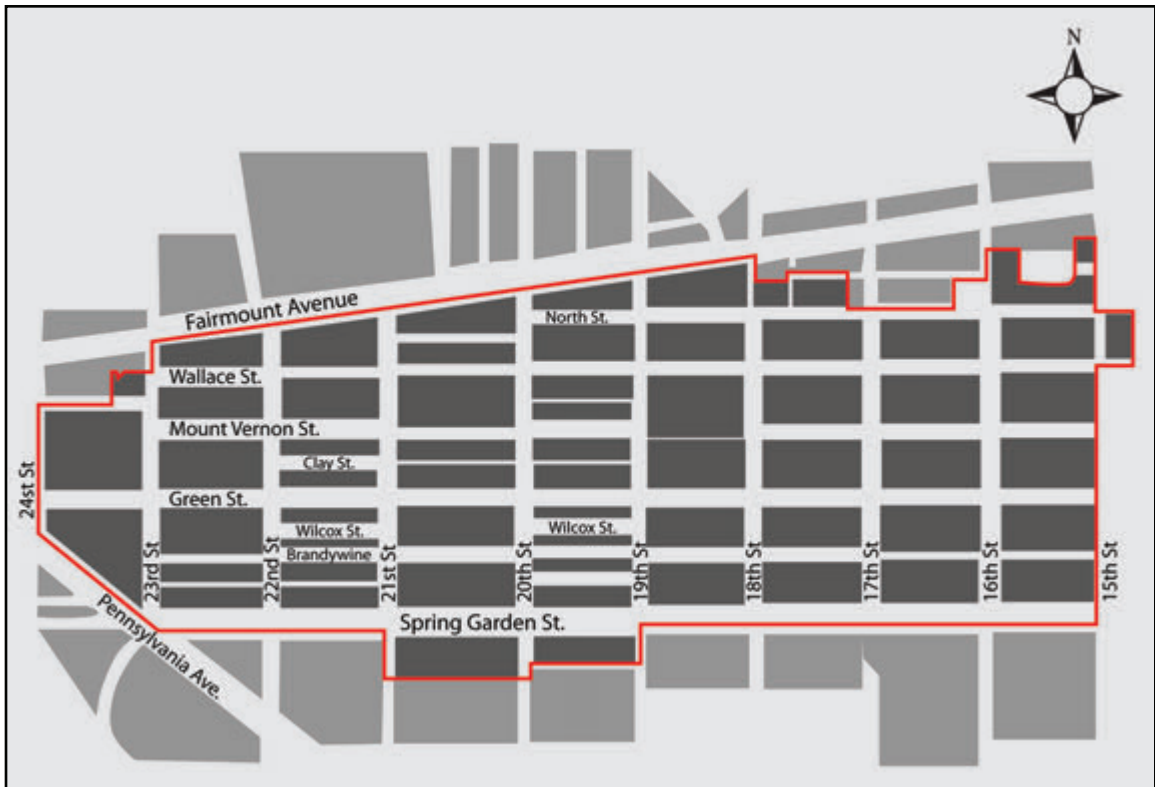 N
Fairmount Avenue
North St.
Wallace St.
Mount Vernon St.
Clay St.
24st St
Green St.
Wilcox St.
Wilcox St.
Brandywine
23rd St
22nd St
21st St
20th St
19th St
18th St
17th St
16th St
15th St
Spring Garden St.
Pennsylvania Ave.